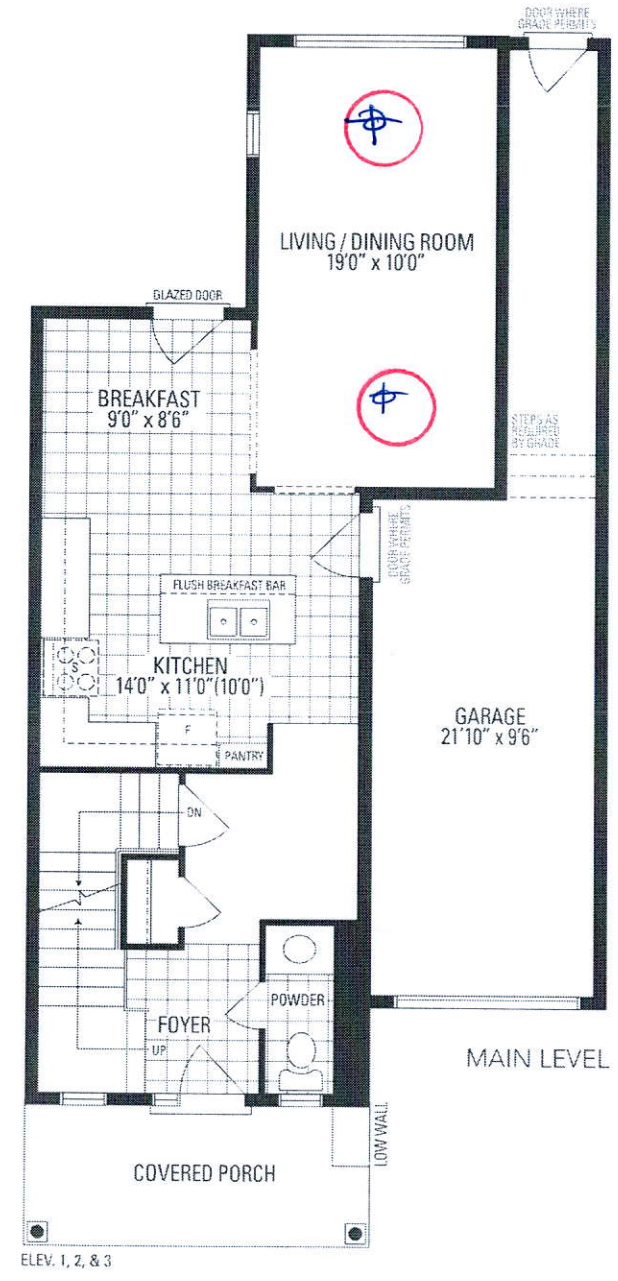 DOOR WHERE
GRADE PERMITS
LIVING / DINING ROOM
19'0" x 10'0"
GLAZED DOOR
BREAKFAST
9'0" x 8'6"
STEPS AS
REQUIRED
BY GRADE
DOOR WHERE
GRADE PERMITS
FLUSH BREAKFAST BAR
S
KITCHEN
14'0" x 11'0"(10'0")
GARAGE
21'10" x 9'6"
F
PANTRY
DN
POWDER
FOYER
UP
MAIN LEVEL
LOW WALL
COVERED PORCH
ELEV. 1, 2, & 3